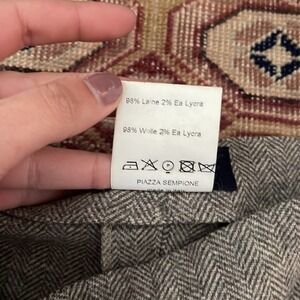 98% Laine 2% Ea Lycra
98% Wolle 2% Ea Lycra
PIAZZA SEMPIONE